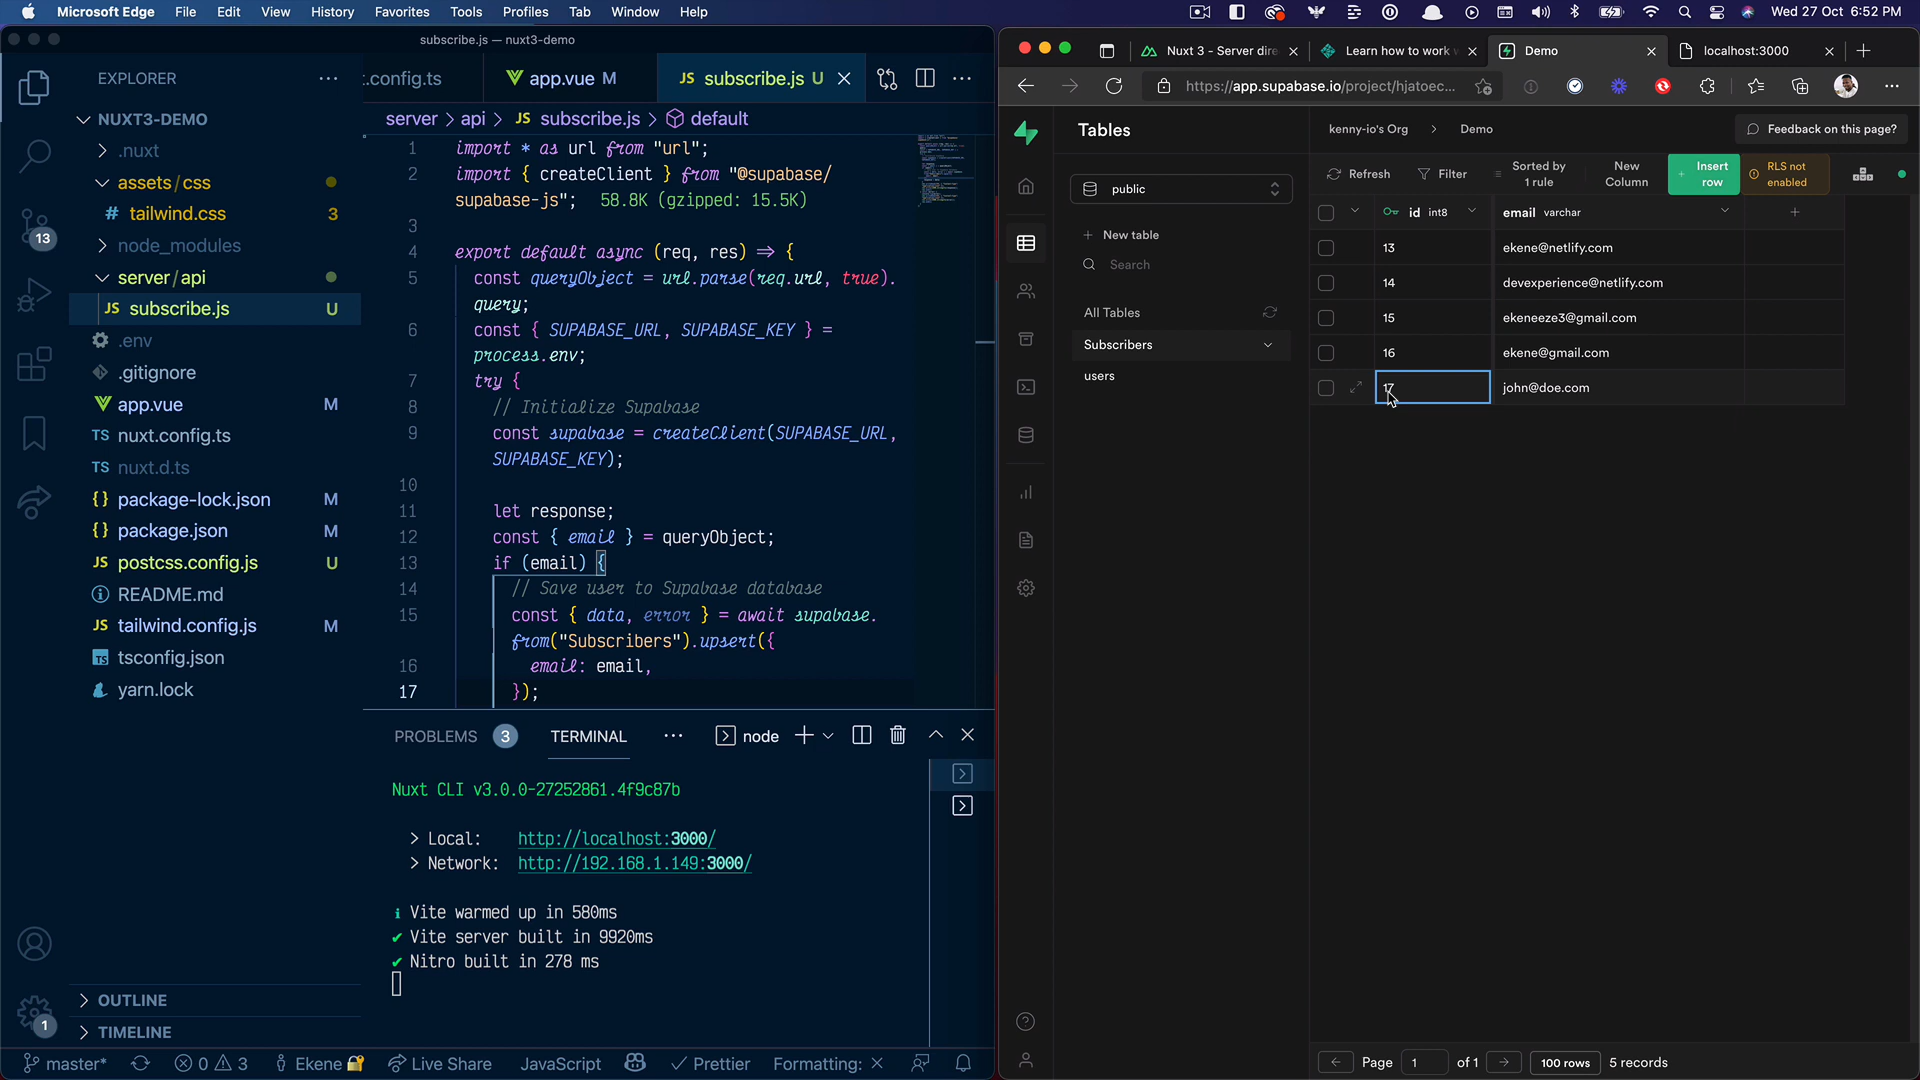 Microsoft Edge File Edit View History Favorites Tools Profiles Tab Window Help
Wed 27 Oct 6:52 PM
subscribe.js — nuxt3-demo
EXPLORER
NUXT3-DEMO
.nuxt
assets/css
tailwind.css 3
node_modules
server/api
JS subscribe.js U
.env
.gitignore
app.vue M
TS nuxt.config.ts
TS nuxt.d.ts
{} package-lock.json M
{} package.json M
JS postcss.config.js U
README.md
JS tailwind.config.js M
tsconfig.json
yarn.lock
OUTLINE
TIMELINE
13
1
t.config.ts
app.vue M
JS subscribe.js U
server > api > JS subscribe.js > default
1 import * as url from "url";
2 import { createClient } from "@supabase/
supabase-js"; 58.8K (gzipped: 15.5K)
3
4 export default async (req, res) => {
5 const queryObject = url.parse(req.url, true).
query;
6 const { SUPABASE_URL, SUPABASE_KEY } =
process.env;
7 try {
8 // Initialize Supabase
9 const supabase = createClient(SUPABASE_URL,
SUPABASE_KEY);
10
11 let response;
12 const { email } = queryObject;
13 if (email) {
14 // Save user to Supabase database
15 const { data, error } = await supabase.
from("Subscribers").upsert({
16 email: email,
17 });
PROBLEMS 3 TERMINAL node
Nuxt CLI v3.0.0-27252861.4f9c87b
> Local: http://localhost:3000/
> Network: http://192.168.1.149:3000/
i Vite warmed up in 580ms
✔ Vite server built in 9920ms
✔ Nitro built in 278 ms
master* 0 3 Ekene Live Share JavaScript Prettier Formatting:
Nuxt 3 - Server dire
Learn how to work w
Demo
localhost:3000
https://app.supabase.io/project/hjatoec...
Tables
public
New table
Search
All Tables
Subscribers
users
kenny-io's Org > Demo
Feedback on this page?
Refresh
Filter
Sorted by
1 rule
New
Column
Insert
row
RLS not
enabled
id int8
email varchar
13 ekene@netlify.com
14 devexperience@netlify.com
15 ekeneeze3@gmail.com
16 ekene@gmail.com
17 john@doe.com
Page 1 of 1 100 rows 5 records